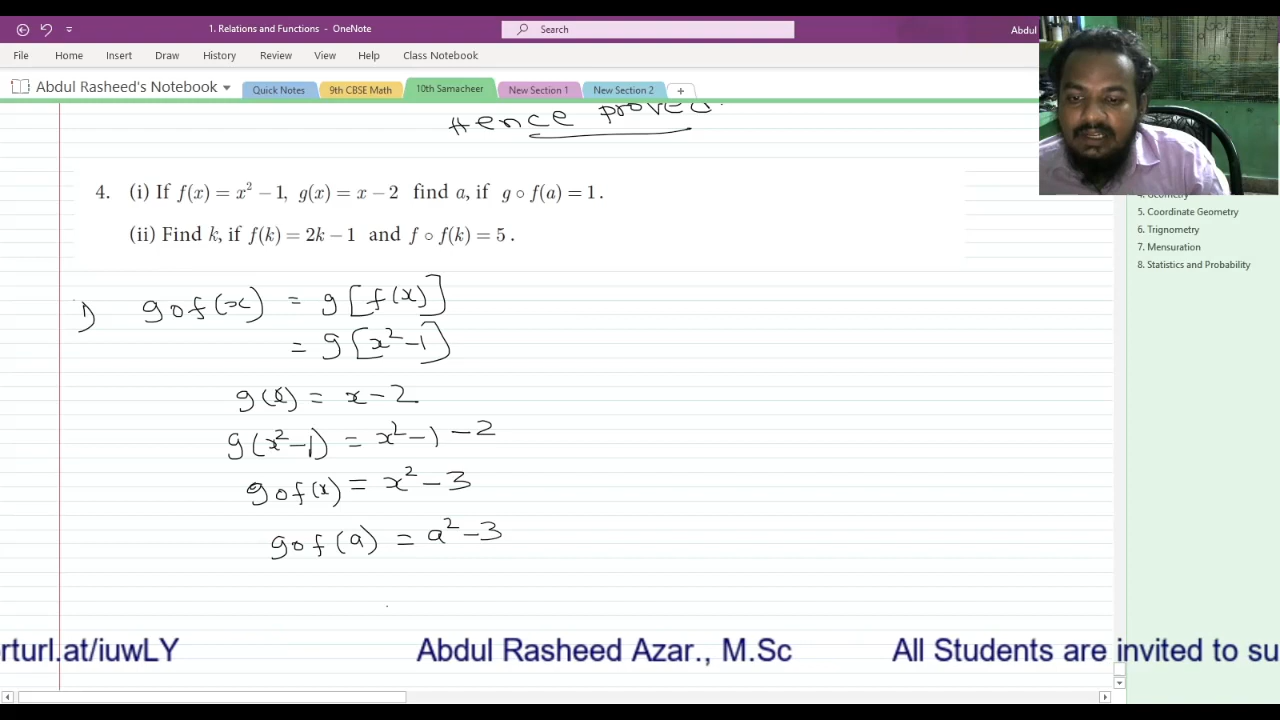 1. Relations and Functions - OneNote
Search
Abdul
File Home Insert Draw History Review View Help Class Notebook
Abdul Rasheed's Notebook
Quick Notes 9th CBSE Math 10th Samacheer New Section 1 New Section 2 +
Hence proved.
4. (i) If f(x) = x² − 1, g(x) = x − 2 find a, if g ∘ f(a) = 1.
(ii) Find k, if f(k) = 2k − 1 and f ∘ f(k) = 5.
1) gof(x) = g[f(x)]
= g[x²-1]
g(x) = x-2
g(x²-1) = x²-1-2
gof(x) = x²-3
gof(a) = a²-3
5. Coordinate Geometry
6. Trignometry
7. Mensuration
8. Statistics and Probability
orturl.at/iuwLY Abdul Rasheed Azar., M.Sc All Students are invited to su